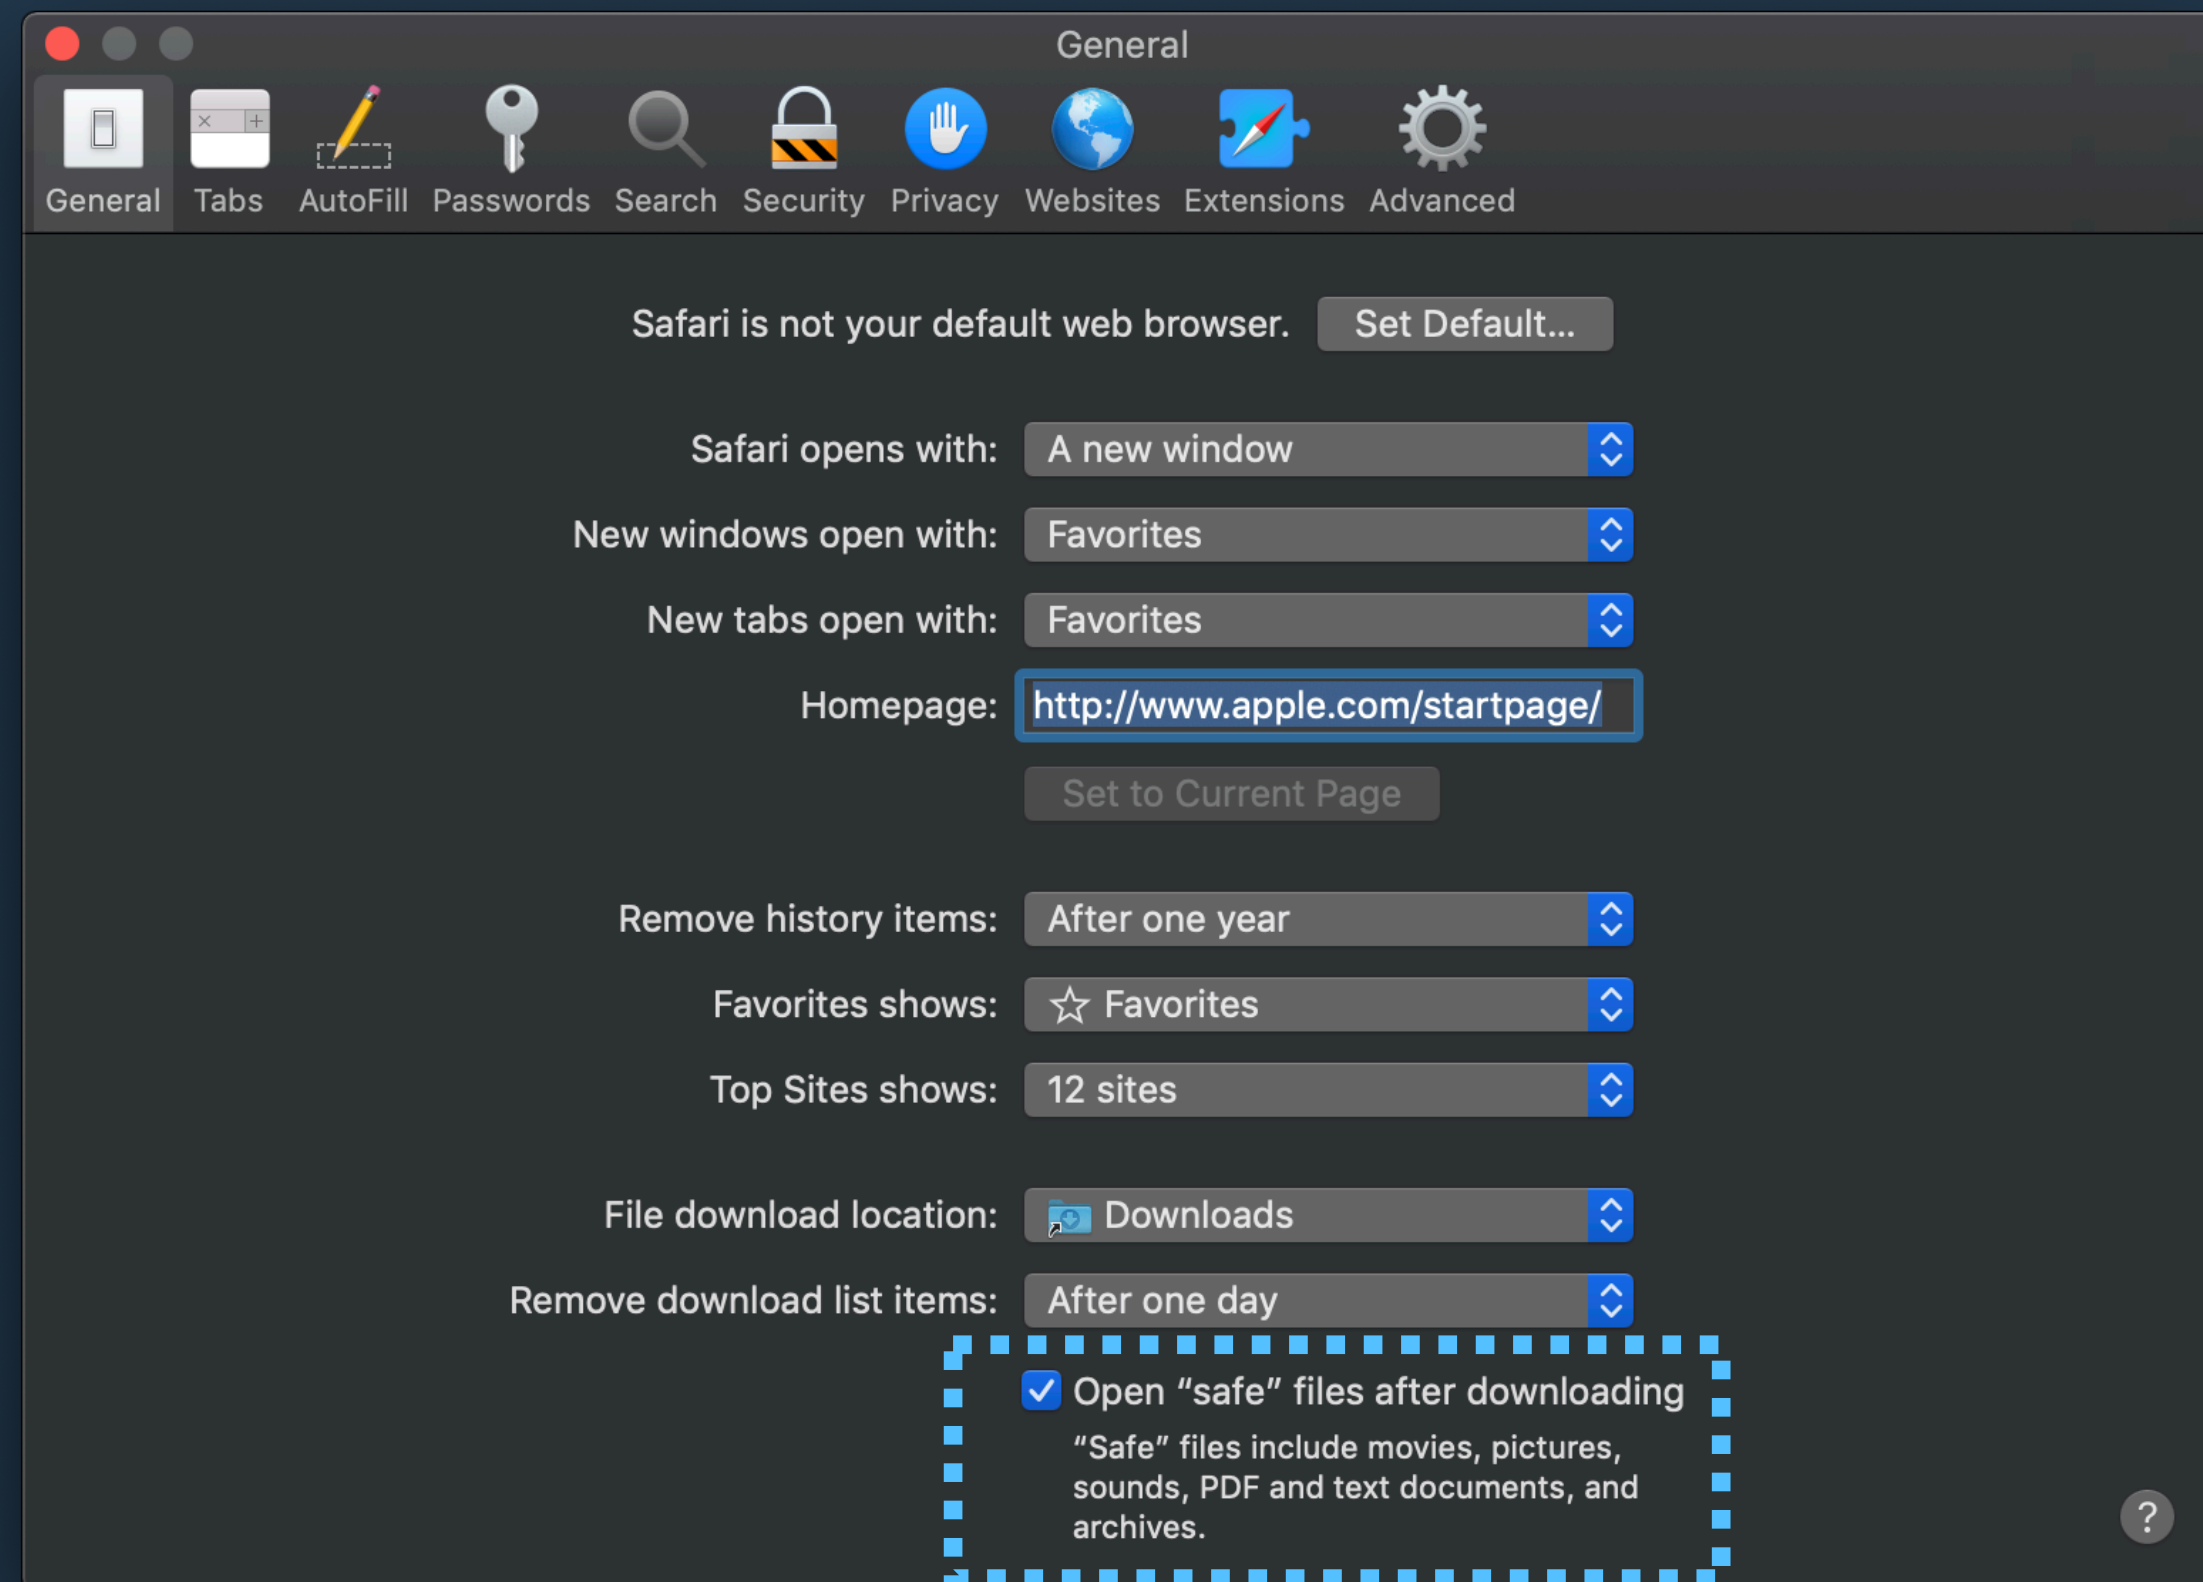 General
General Tabs AutoFill Passwords Search Security Privacy Websites Extensions Advanced
Safari is not your default web browser. Set Default...
Safari opens with: A new window
New windows open with: Favorites
New tabs open with: Favorites
Homepage: http://www.apple.com/startpage/
Set to Current Page
Remove history items: After one year
Favorites shows: Favorites
Top Sites shows: 12 sites
File download location: Downloads
Remove download list items: After one day
Open “safe” files after downloading
“Safe” files include movies, pictures,
sounds, PDF and text documents, and
archives.
?